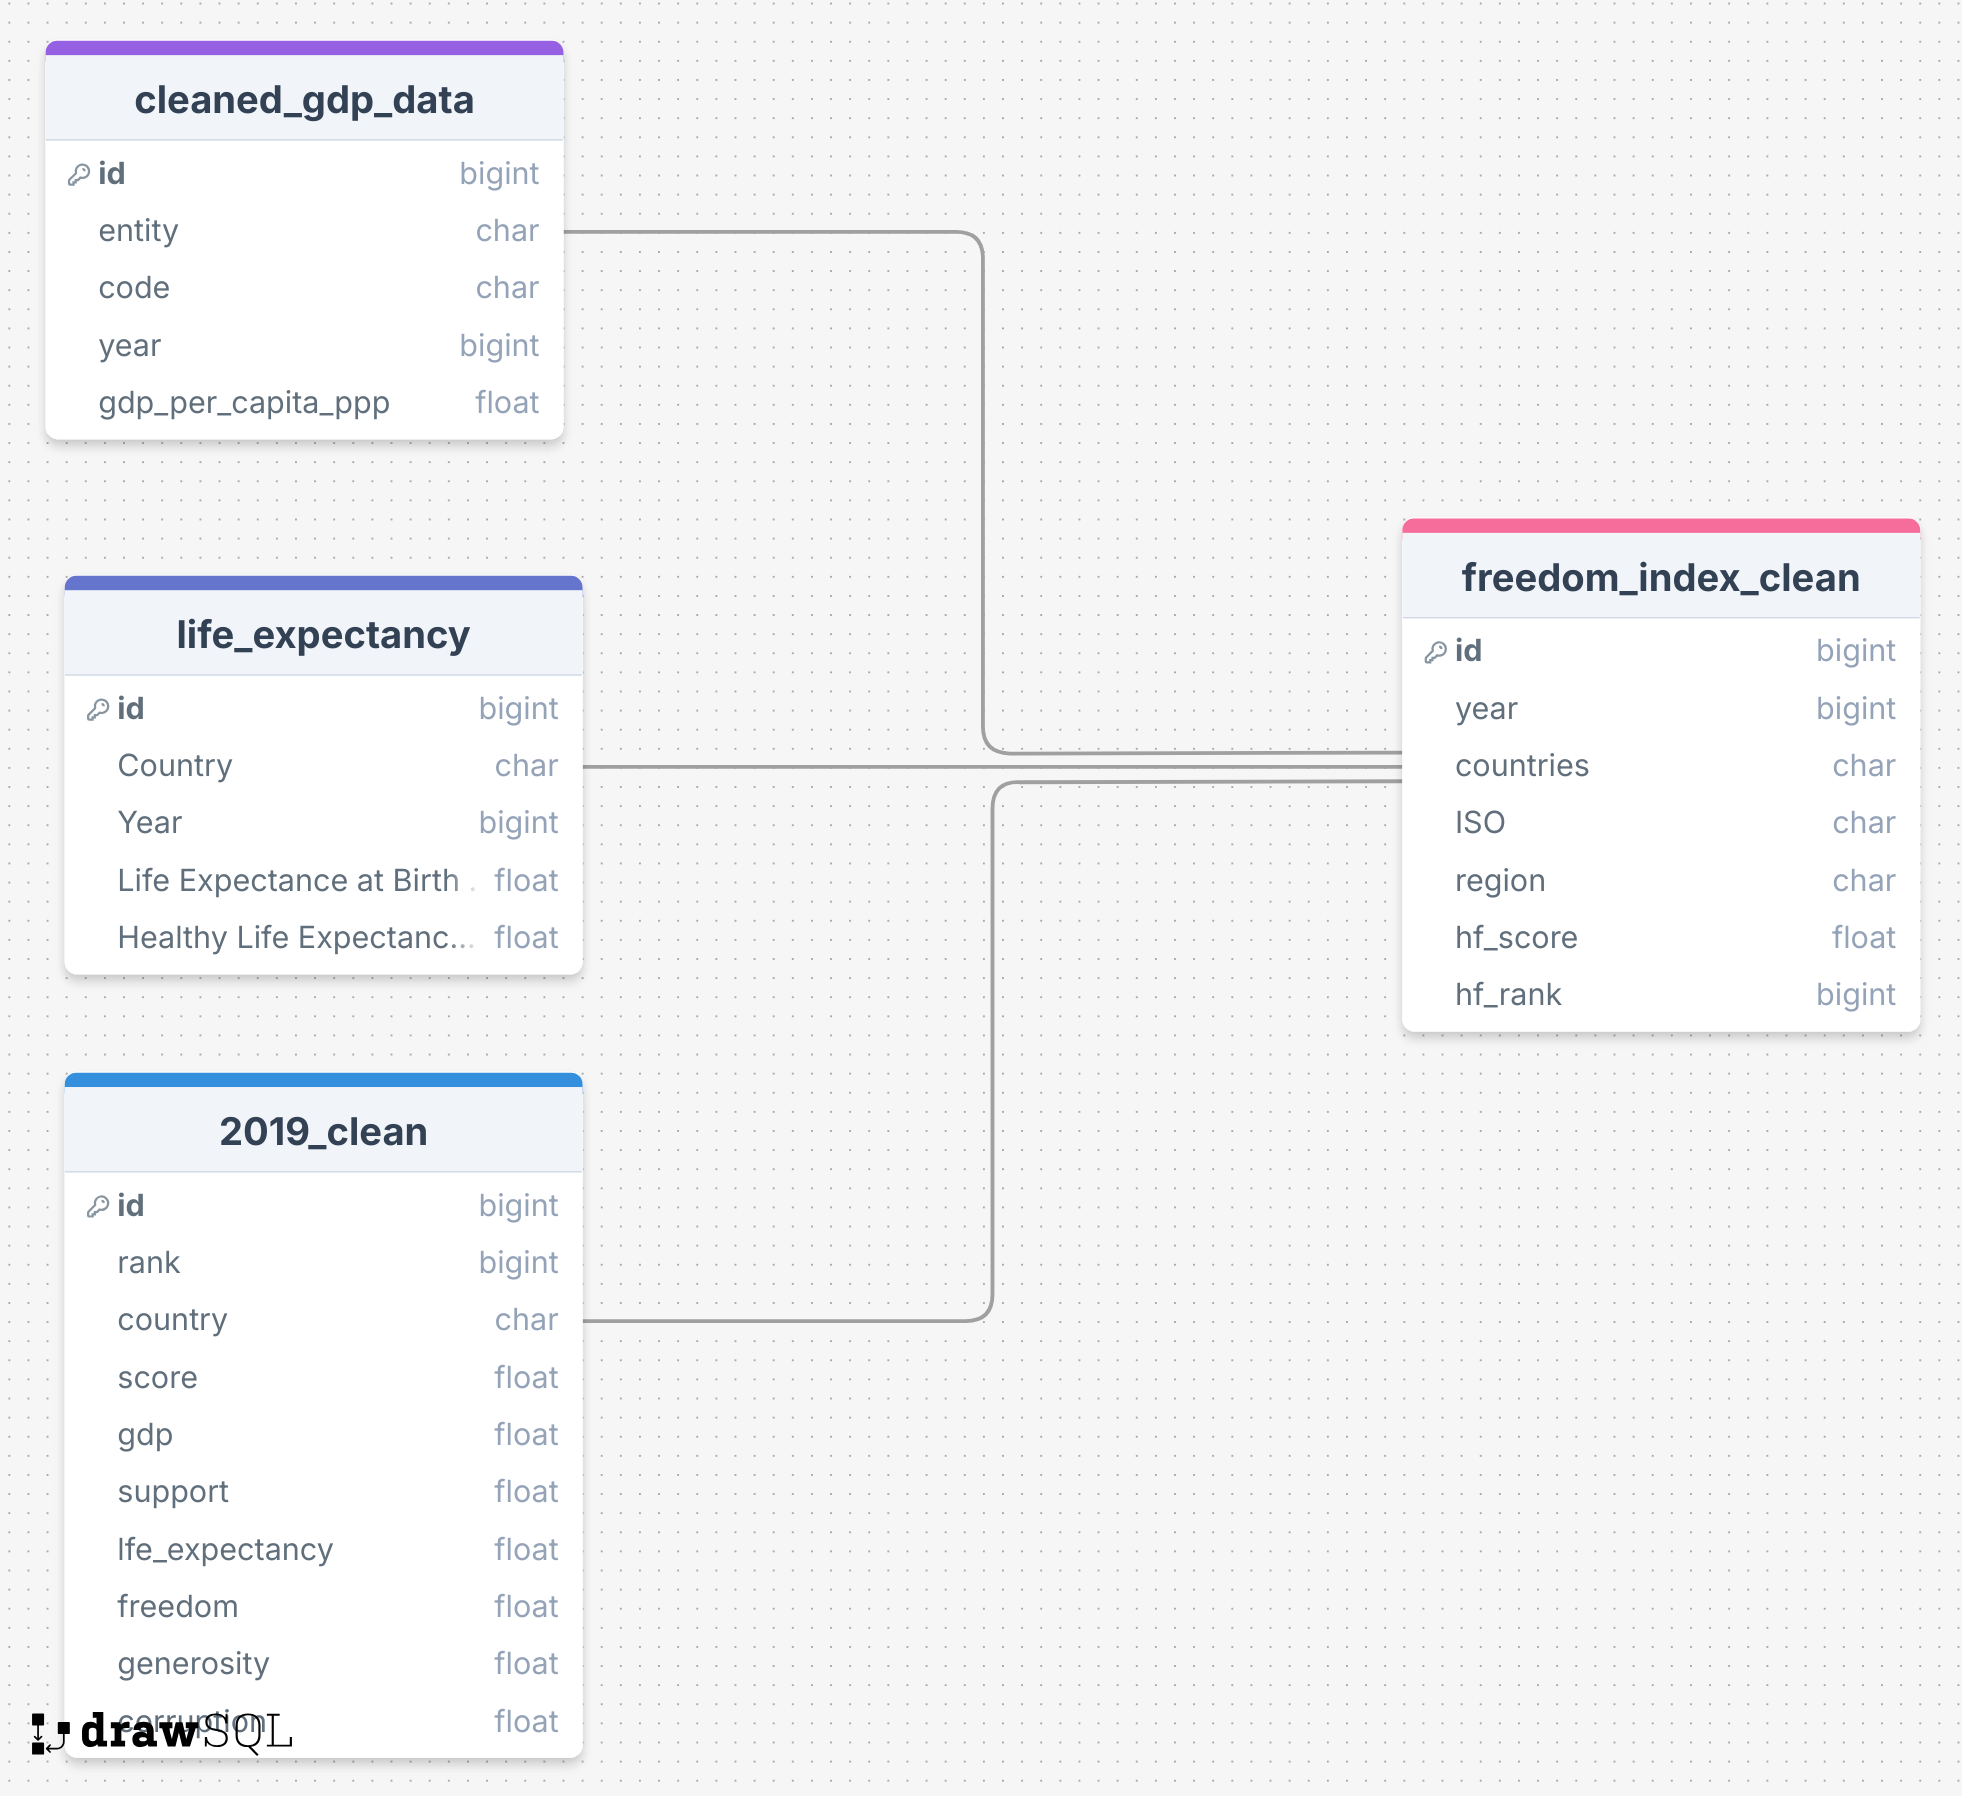 cleaned_gdp_data
id bigint
entity char
code char
year bigint
gdp_per_capita_ppp float
life_expectancy
id bigint
Country char
Year bigint
Life Expectance at Birth . float
Healthy Life Expectanc... float
2019_clean
id bigint
rank bigint
country char
score float
gdp float
support float
lfe_expectancy float
freedom float
generosity float
corruption float
drawSQL
freedom_index_clean
id bigint
year bigint
countries char
ISO char
region char
hf_score float
hf_rank bigint